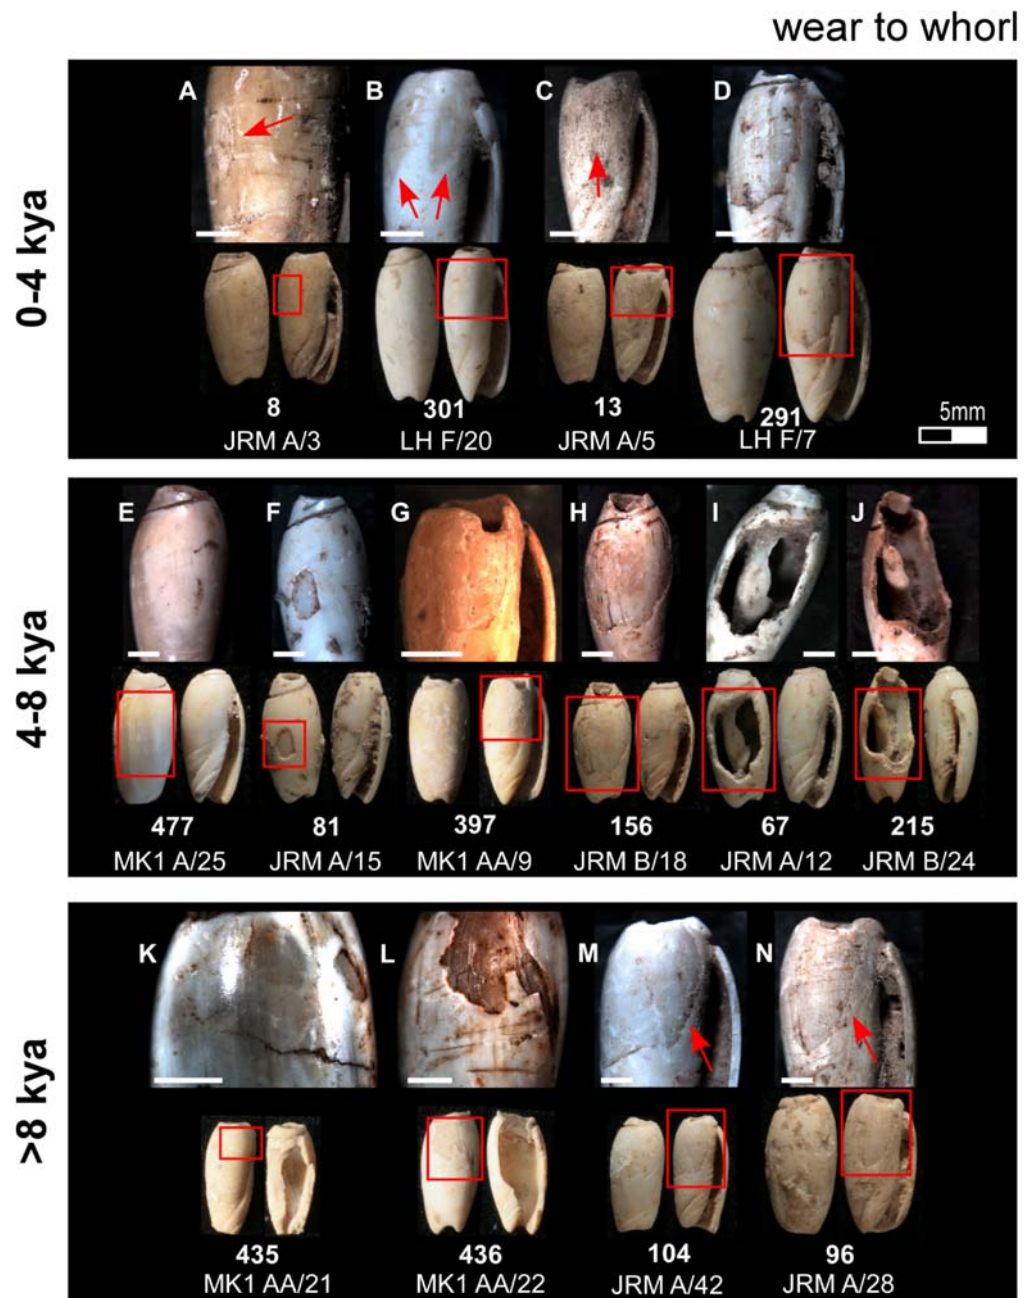 wear to whorl
0-4 kya
A B C D
8 301 13 291
JRM A/3 LH F/20 JRM A/5 LH F/7
5mm
4-8 kya
E F G H I J
477 81 397 156 67 215
MK1 A/25 JRM A/15 MK1 AA/9 JRM B/18 JRM A/12 JRM B/24
>8 kya
K L M N
435 436 104 96
MK1 AA/21 MK1 AA/22 JRM A/42 JRM A/28